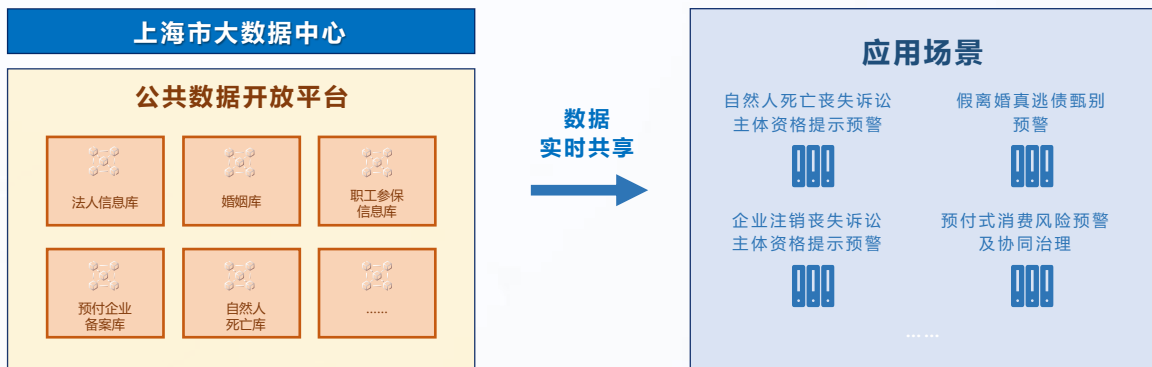 上海市大数据中心
公共数据开放平台
法人信息库
婚姻库
职工参保
信息库
预付企业
备案库
自然人
死亡库
......
数据
实时共享
应用场景
自然人死亡丧失诉讼
主体资格提示预警
假离婚真逃债甄别
预警
企业注销丧失诉讼
主体资格提示预警
预付式消费风险预警
及协同治理
......